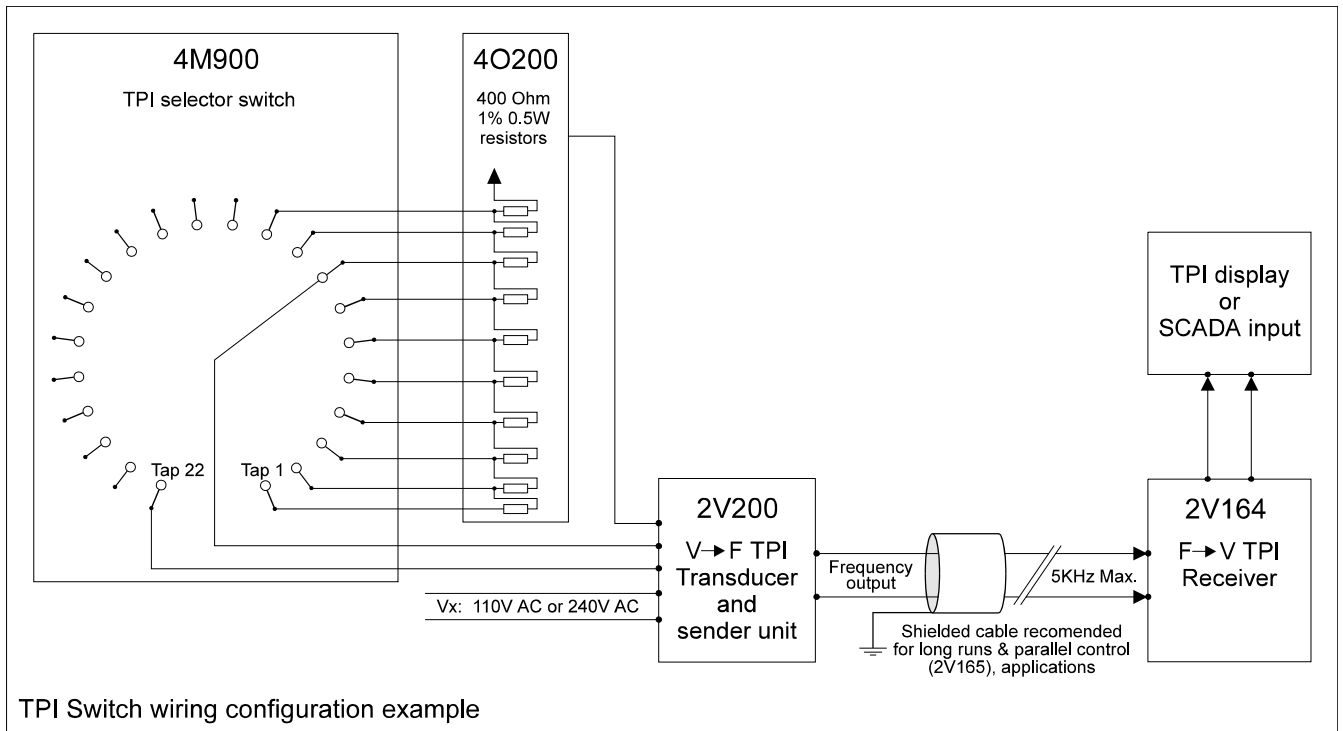 4M900
TPI selector switch
Tap 22
Tap 1
4O200
400 Ohm
1% 0.5W
resistors
2V200
V→F TPI
Transducer
and
sender unit
Vx: 110V AC or 240V AC
Frequency
output
5KHz Max.
Shielded cable recomended
for long runs & parallel control
(2V165), applications
TPI display
or
SCADA input
2V164
F→V TPI
Receiver
TPI Switch wiring configuration example